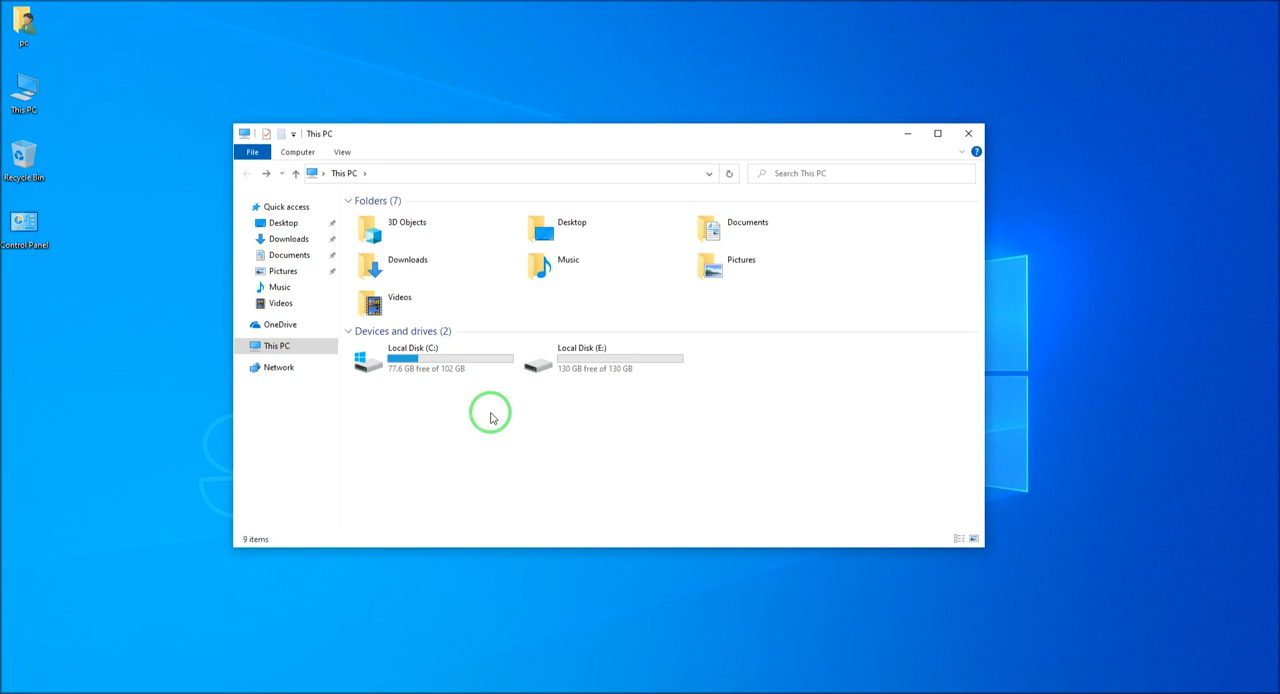 pc
This PC
Recycle Bin
Control Panel
This PC
File Computer View
This PC
Search This PC
Quick access
Desktop
Downloads
Documents
Pictures
Music
Videos
OneDrive
This PC
Network
Folders (7)
3D Objects Desktop Documents
Downloads Music Pictures
Videos
Devices and drives (2)
Local Disk (C:) Local Disk (E:)
77.6 GB free of 102 GB 130 GB free of 130 GB
9 items